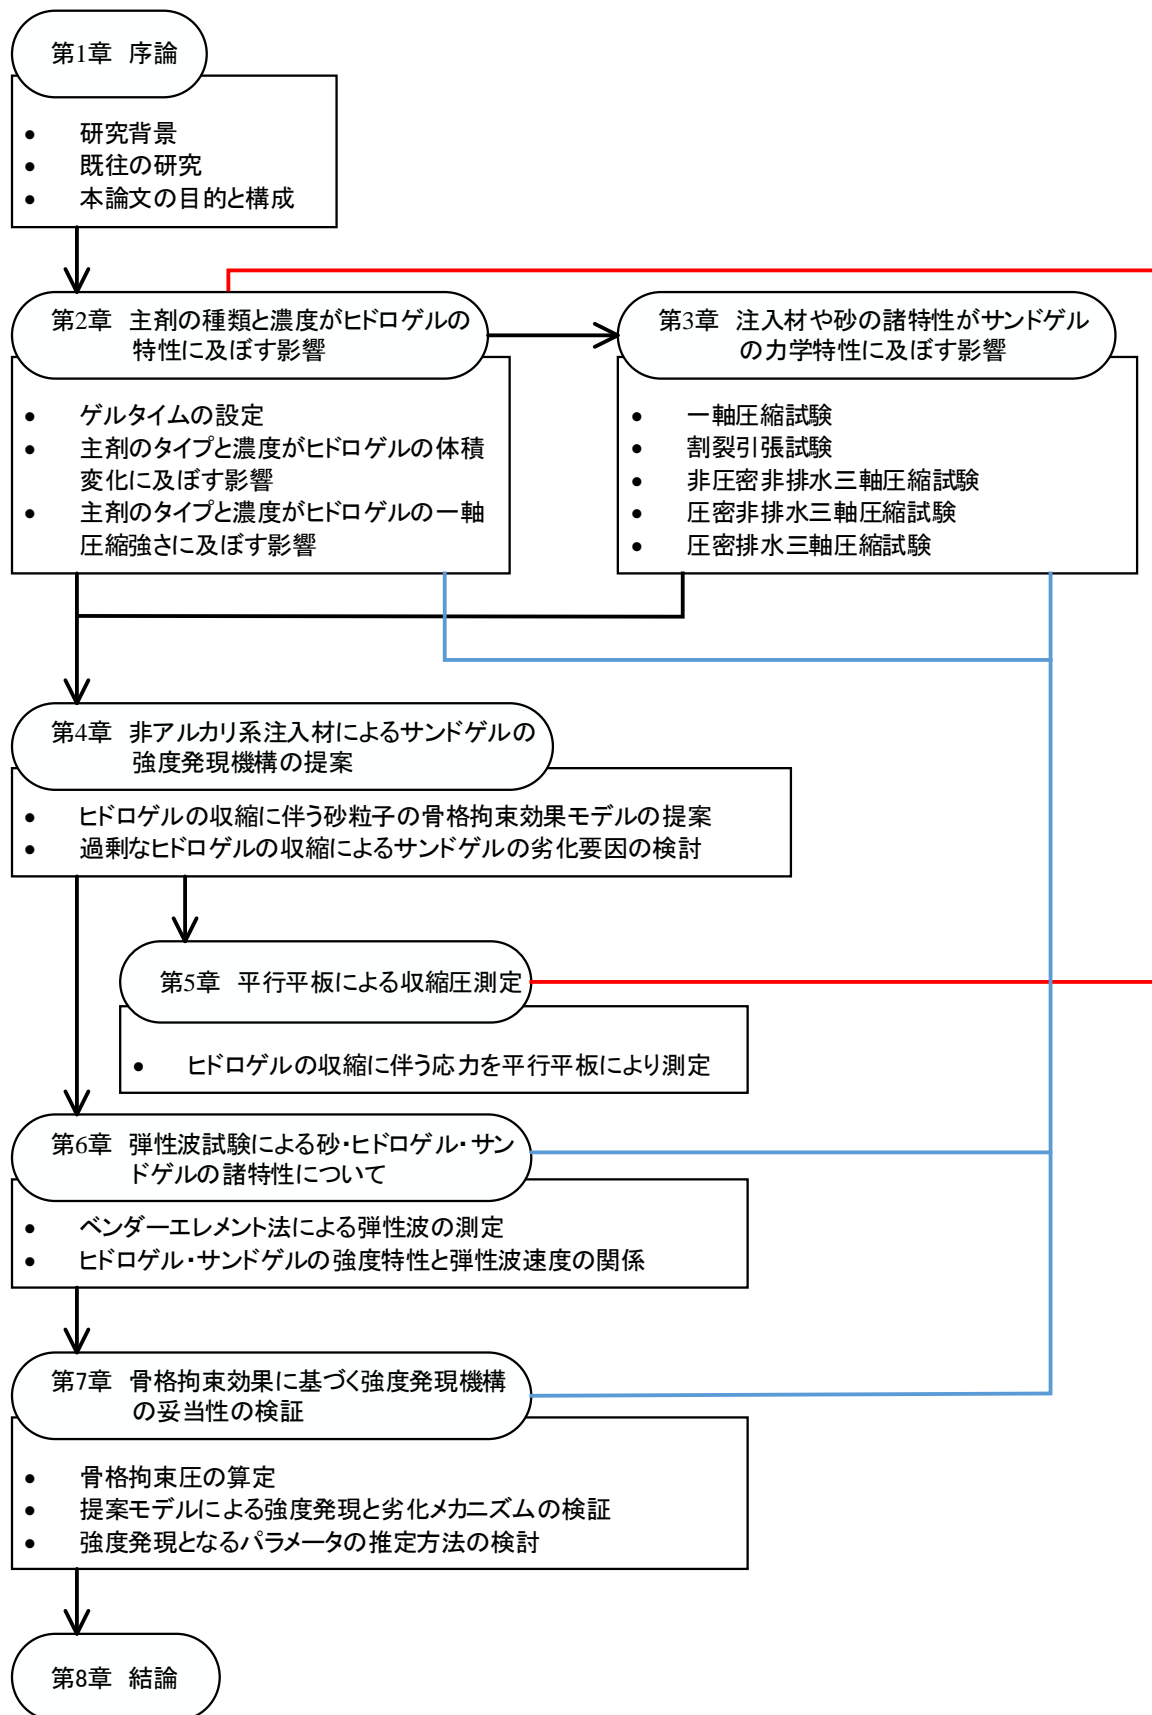 第1章 序論
• 研究背景
• 既往の研究
• 本論文の目的と構成
第2章 主剤の種類と濃度がヒドロゲルの
特性に及ぼす影響
• ゲルタイムの設定
• 主剤のタイプと濃度がヒドロゲルの体積
変化に及ぼす影響
• 主剤のタイプと濃度がヒドロゲルの一軸
圧縮強さに及ぼす影響
第3章 注入材や砂の諸特性がサンドゲル
の力学特性に及ぼす影響
• 一軸圧縮試験
• 割裂引張試験
• 非圧密非排水三軸圧縮試験
• 圧密非排水三軸圧縮試験
• 圧密排水三軸圧縮試験
第4章 非アルカリ系注入材によるサンドゲルの
強度発現機構の提案
• ヒドロゲルの収縮に伴う砂粒子の骨格拘束効果モデルの提案
• 過剰なヒドロゲルの収縮によるサンドゲルの劣化要因の検討
第5章 平行平板による収縮圧測定
• ヒドロゲルの収縮に伴う応力を平行平板により測定
第6章 弾性波試験による砂・ヒドロゲル・サン
ドゲルの諸特性について
• ベンダーエレメント法による弾性波の測定
• ヒドロゲル・サンドゲルの強度特性と弾性波速度の関係
第7章 骨格拘束効果に基づく強度発現機構
の妥当性の検証
• 骨格拘束圧の算定
• 提案モデルによる強度発現と劣化メカニズムの検証
• 強度発現となるパラメータの推定方法の検討
第8章 結論